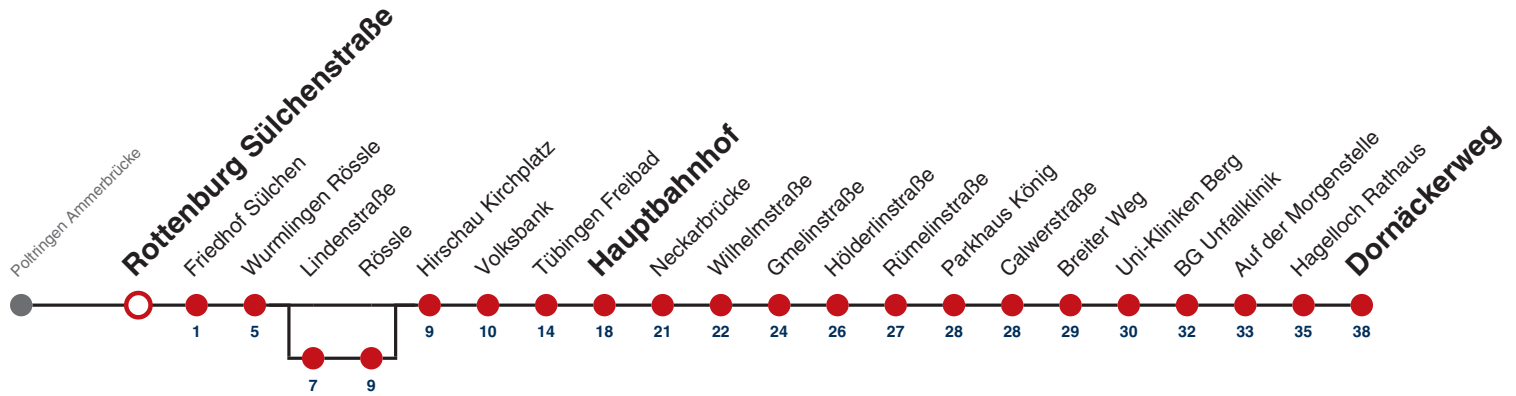 Poltringen Ammerbrücke
Rottenburg Sülchenstraße
Friedhof Sülchen
Wurmlingen Rössle
Lindenstraße
Rössle
Hirschau Kirchplatz
Volksbank
Tübingen Freibad
Hauptbahnhof
Neckarbrücke
Wilhelmstraße
Gmelinstraße
Hölderlinstraße
Rümelinstraße
Parkhaus König
Calwerstraße
Breiter Weg
Uni-Kliniken Berg
BG Unfallklinik
Auf der Morgenstelle
Hagelloch Rathaus
Dornäckerweg
1 5 9 10 14 18 21 22 24 26 27 28 28 29 30 32 33 35 38
7 9